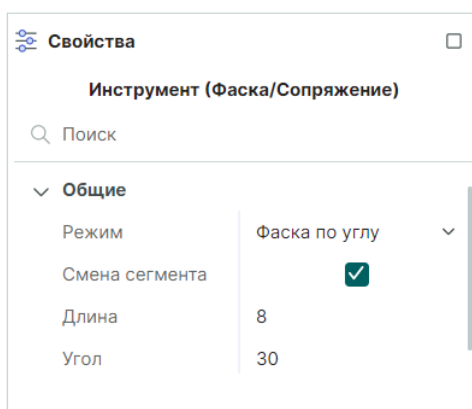 Свойства
Инструмент (Фаска/Сопряжение)
Поиск
Общие
Режим Фаска по углу
Смена сегмента
Длина 8
Угол 30